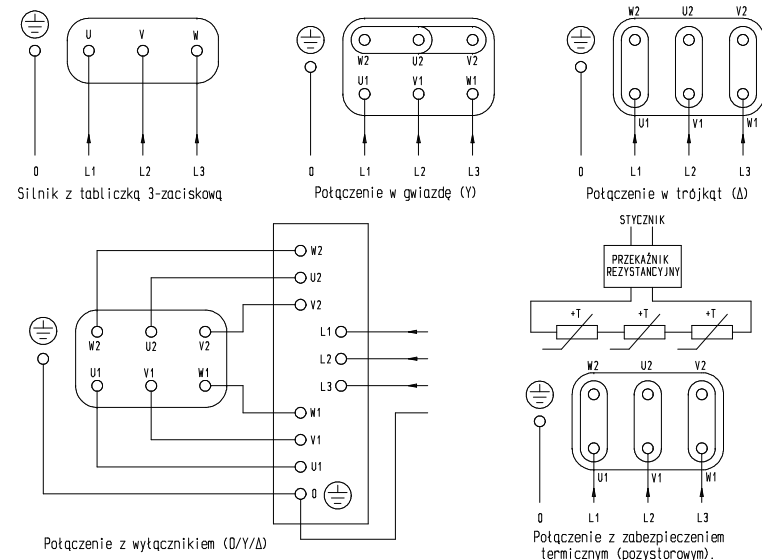 U V W
0 L1 L2 L3
Silnik z tabliczką 3-zaciskową
W2 U2 V2
U1 V1 W1
0 L1 L2 L3
Połączenie w gwiazdę (Y)
W2 U2 V2
U1 V1 W1
0 L1 L2 L3
Połączenie w trójkąt (Δ)
W2
U2
V2
L1
L2
L3
W1
V1
U1
0
W2 U2 V2
U1 V1 W1
Połączenie z wyłącznikiem (0/Y/Δ)
STYCZNIK
PRZEKAŹNIK
REZYSTANCYJNY
+T +T +T
W2 U2 V2
U1 V1 W1
0 L1 L2 L3
Połączenie z zabezpieczeniem
termicznym (pozystorowym).